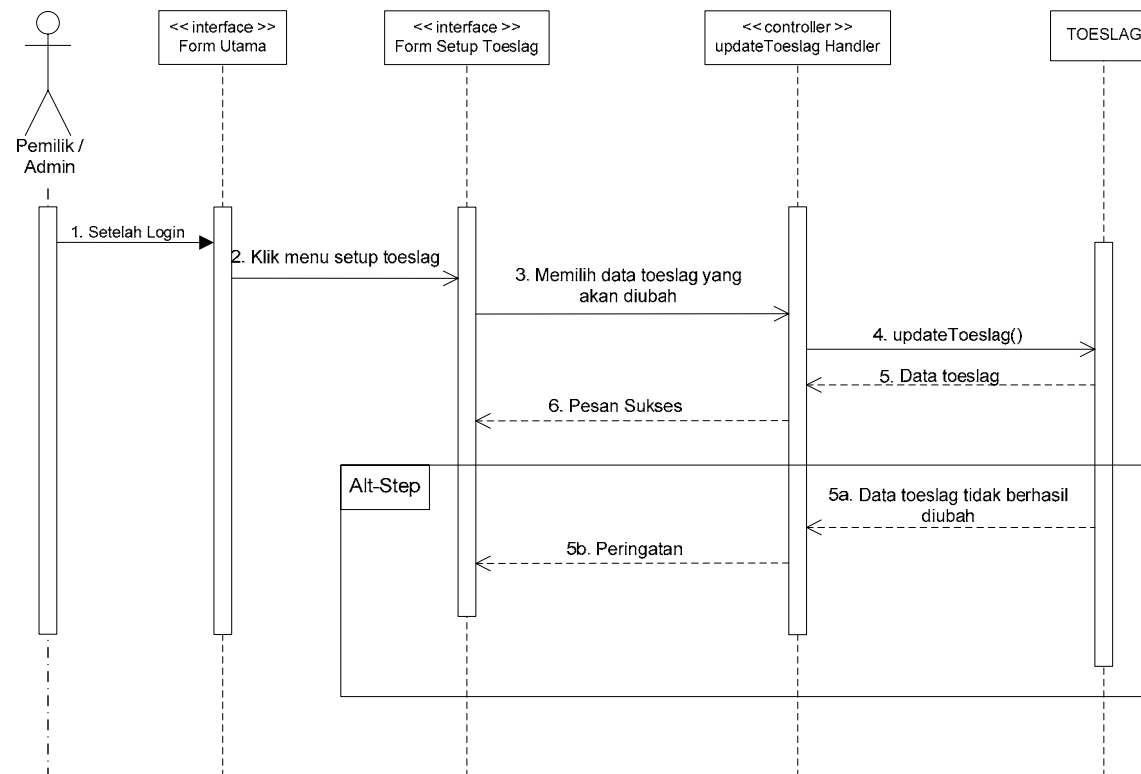 << interface >>
Form Utama
<< interface >>
Form Setup Toeslag
<< controller >>
updateToeslag Handler
TOESLAG
Pemilik /
Admin
1. Setelah Login
2. Klik menu setup toeslag
3. Memilih data toeslag yang
akan diubah
4. updateToeslag()
5. Data toeslag
6. Pesan Sukses
Alt-Step
5a. Data toeslag tidak berhasil
diubah
5b. Peringatan